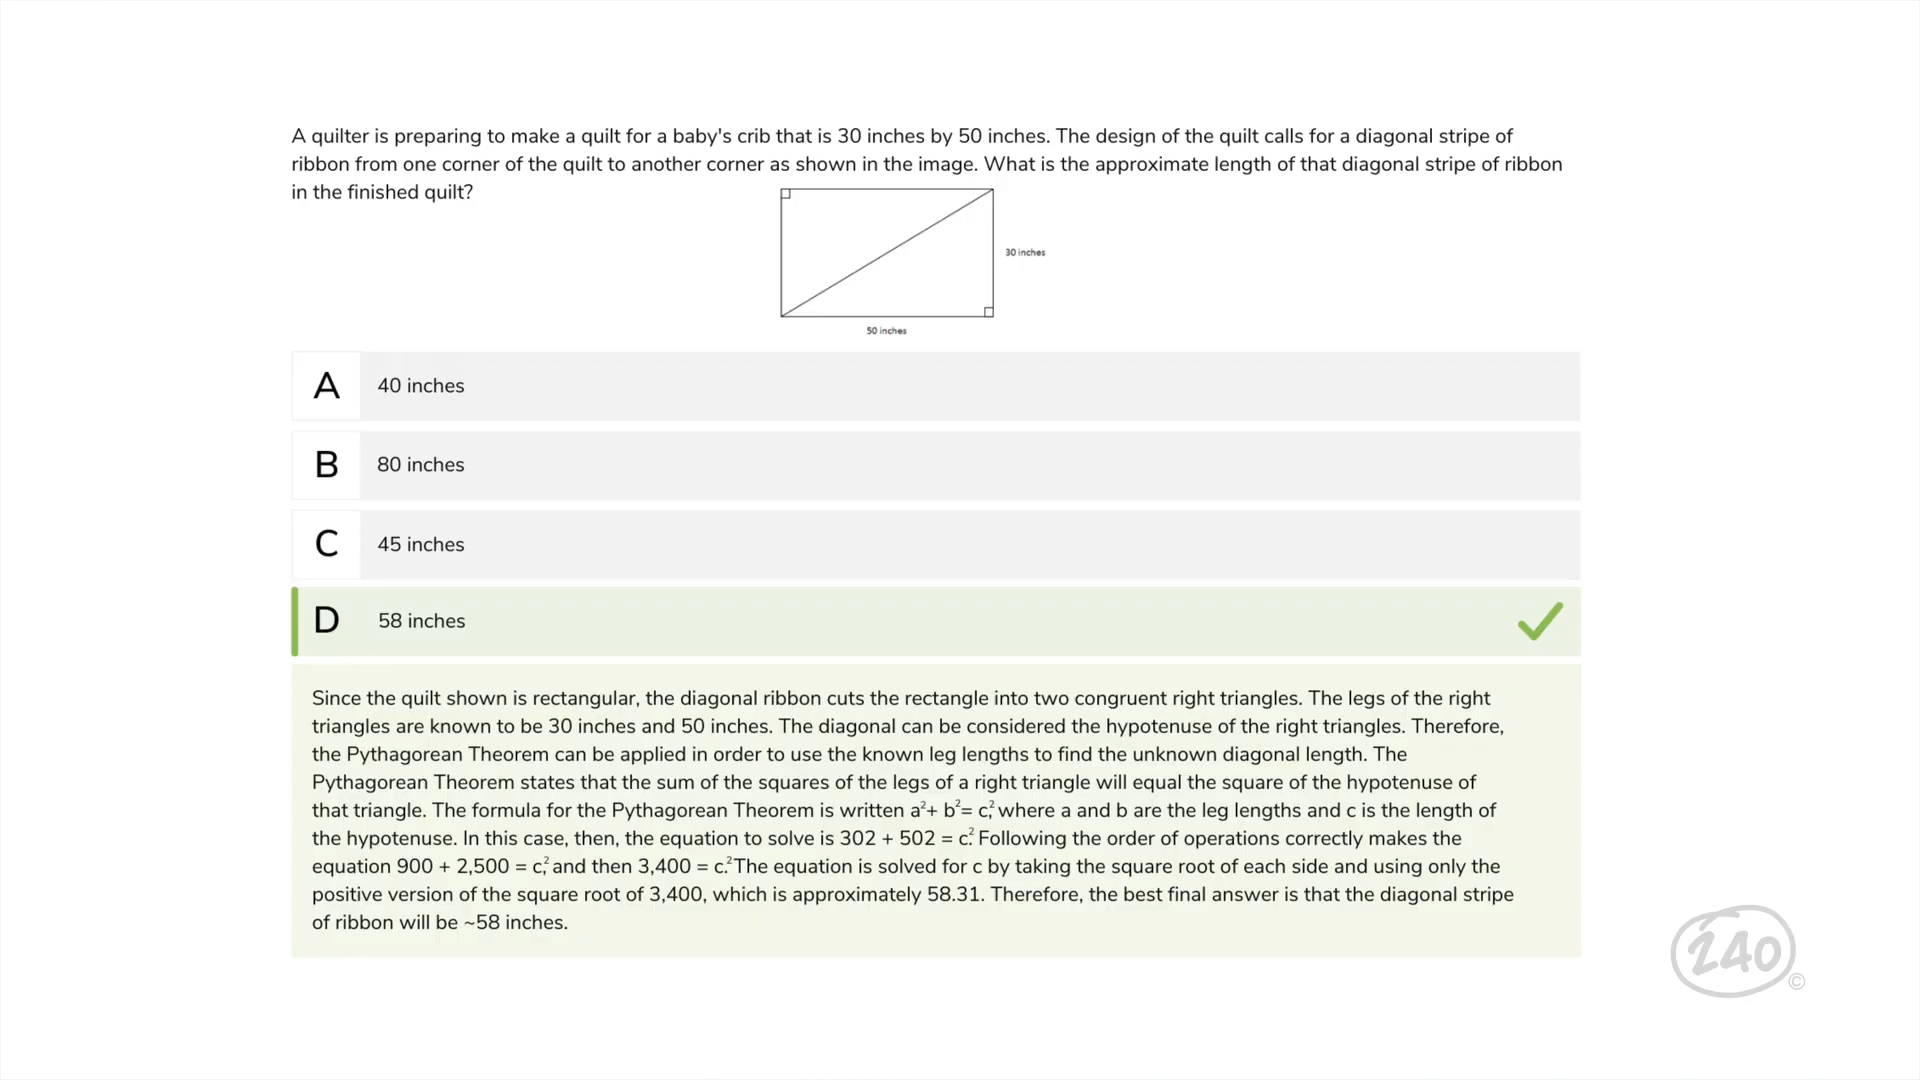 A quilter is preparing to make a quilt for a baby's crib that is 30 inches by 50 inches. The design of the quilt calls for a diagonal stripe of
ribbon from one corner of the quilt to another corner as shown in the image. What is the approximate length of that diagonal stripe of ribbon
in the finished quilt?
30 inches
50 inches
A 40 inches
B 80 inches
C 45 inches
D 58 inches
Since the quilt shown is rectangular, the diagonal ribbon cuts the rectangle into two congruent right triangles. The legs of the right
triangles are known to be 30 inches and 50 inches. The diagonal can be considered the hypotenuse of the right triangles. Therefore,
the Pythagorean Theorem can be applied in order to use the known leg lengths to find the unknown diagonal length. The
Pythagorean Theorem states that the sum of the squares of the legs of a right triangle will equal the square of the hypotenuse of
that triangle. The formula for the Pythagorean Theorem is written a²+ b²= c², where a and b are the leg lengths and c is the length of
the hypotenuse. In this case, then, the equation to solve is 302 + 502 = c². Following the order of operations correctly makes the
equation 900 + 2,500 = c², and then 3,400 = c². The equation is solved for c by taking the square root of each side and using only the
positive version of the square root of 3,400, which is approximately 58.31. Therefore, the best final answer is that the diagonal stripe
of ribbon will be ~58 inches.
240 ©